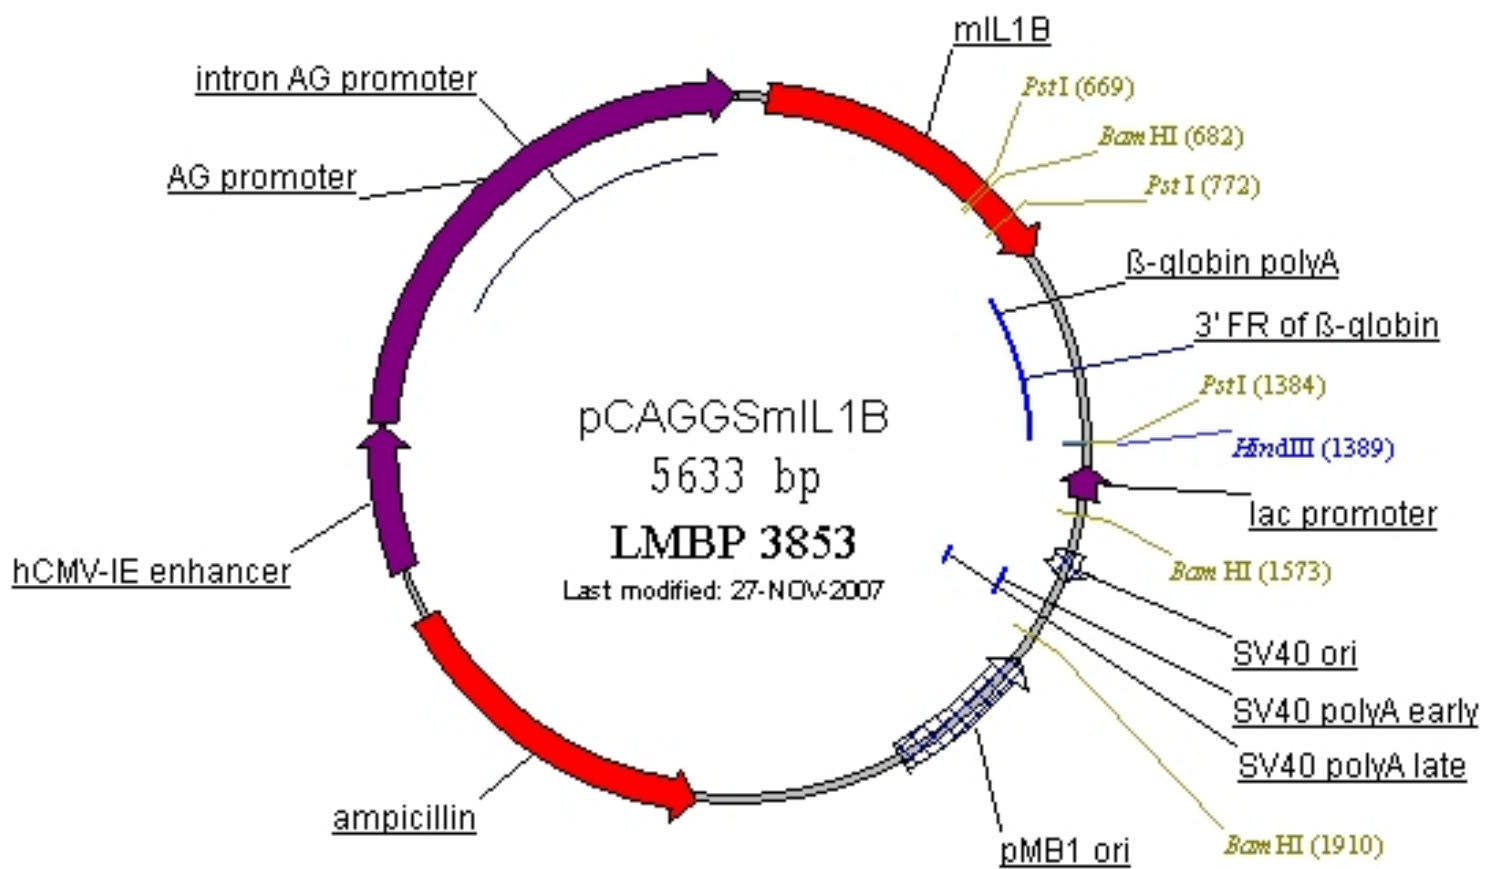 mIL1B
intron AG promoter
PstI (669)
BamHI (682)
AG promoter
PstI (772)
ß-globin polyA
3' FR of ß-globin
PstI (1384)
pCAGGSmIL1B
HindIII (1389)
5633 bp
lac promoter
LMBP 3853
hCMV-IE enhancer
BamHI (1573)
Last modified: 27-NOV-2007
SV40 ori
SV40 polyA early
SV40 polyA late
ampicillin
BamHI (1910)
pMB1 ori